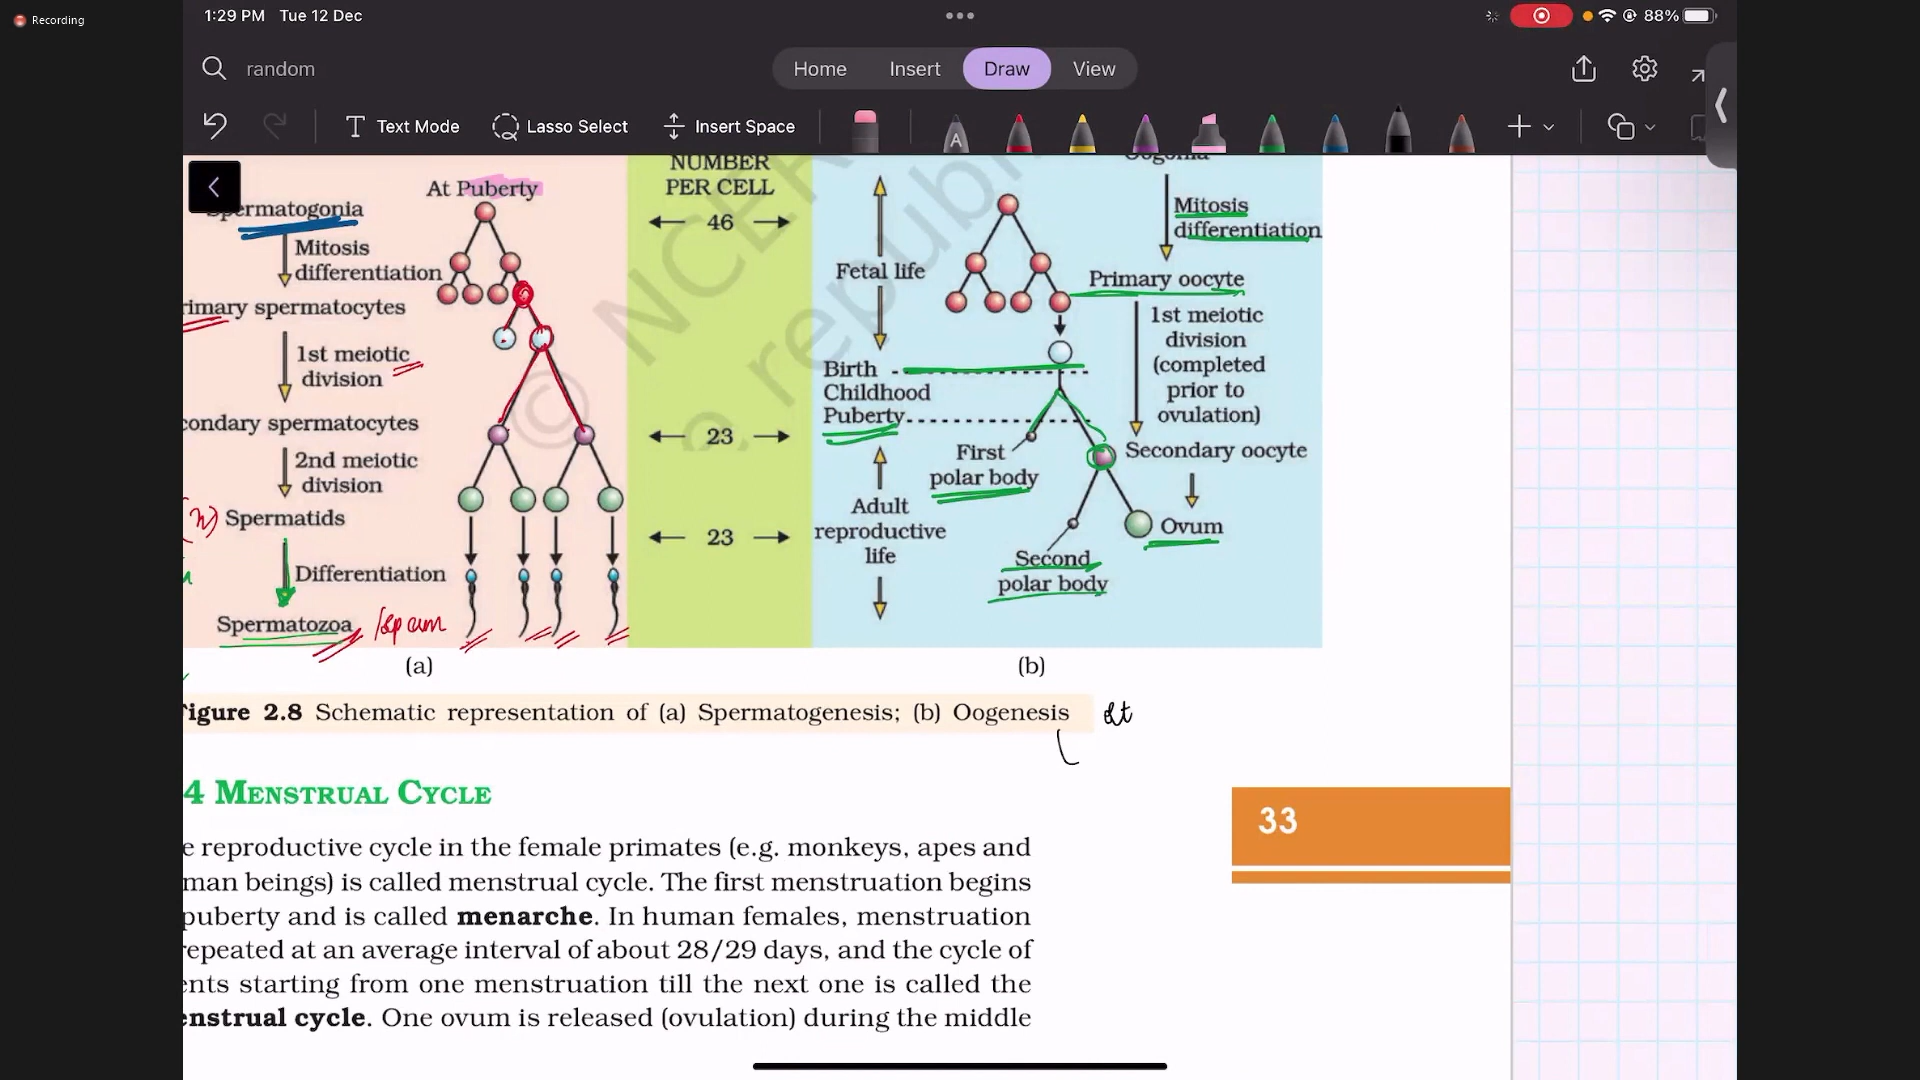 Recording
1:29 PM Tue 12 Dec
88%
random
Home Insert Draw View
Text Mode Lasso Select Insert Space
A
NUMBER
PER CELL
46
23
23
At Puberty
Spermatogonia
Mitosis
differentiation
rimary spermatocytes
1st meiotic
division
condary spermatocytes
2nd meiotic
division
Spermatids
Differentiation
Spermatozoa
(a)
Oogonia
Mitosis
differentiation
Fetal life
Primary oocyte
1st meiotic
division
(completed
prior to
ovulation)
Birth
Childhood
Puberty
First
polar body
Secondary oocyte
Adult
reproductive
life
Ovum
Second
polar body
(b)
© NCERT
republi
igure 2.8 Schematic representation of (a) Spermatogenesis; (b) Oogenesis
4 MENSTRUAL CYCLE
33
e reproductive cycle in the female primates (e.g. monkeys, apes and
man beings) is called menstrual cycle. The first menstruation begins
puberty and is called menarche. In human females, menstruation
repeated at an average interval of about 28/29 days, and the cycle of
ents starting from one menstruation till the next one is called the
enstrual cycle. One ovum is released (ovulation) during the middle